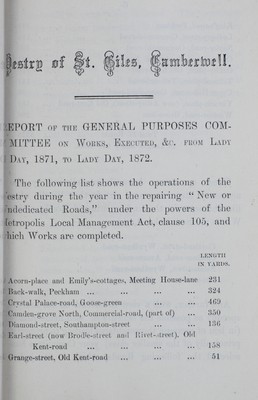 Vestry of St. Giles, Camberwell.
REPORT OF THE GENERAL PURPOSES COM-
MITTEE ON WORKS, EXECUTED, &c. FROM LADY
DAY, 1871, TO LADY DAY, 1872.
The following list shows the operations of the
estry during the year in the repairing "New or
ndedicated Roads," under the powers of the
etropolis Local Management Act, clause 105, and
hich Works are completed.
LENGTH
IN YARDS.
Acorn-place and Emily's-cottages, Meeting House-lane 231
Back-walk, Peckham ... ... ... ... 324
Crystal Palace-road, Goose-green ... ... 469
Camden-grove North, Commercial-road, (part of) ... 350
Diamond-street, Southampton-street ... ... 136
Earl-street (now Brodie-street and Rivet-street), Old
Kent-road ... ... ... ... 158
Grange-street, Old Kent-road ... ... ... 51